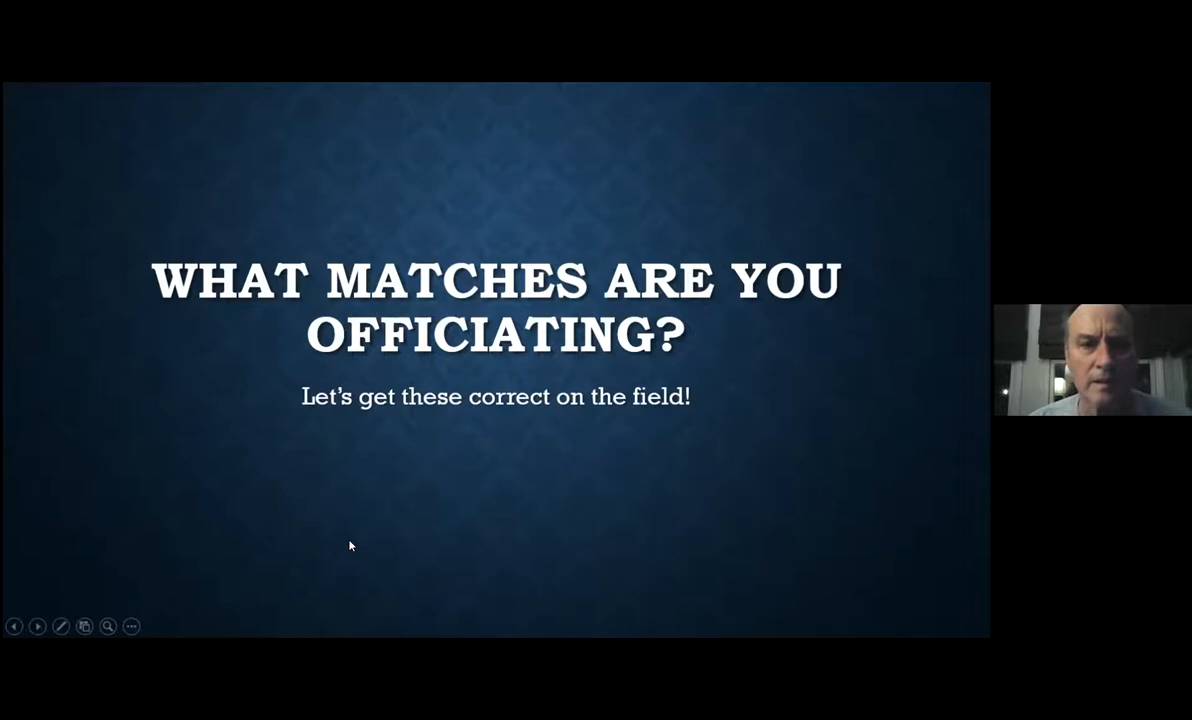 WHAT MATCHES ARE YOU
OFFICIATING?
Let's get these correct on the field!